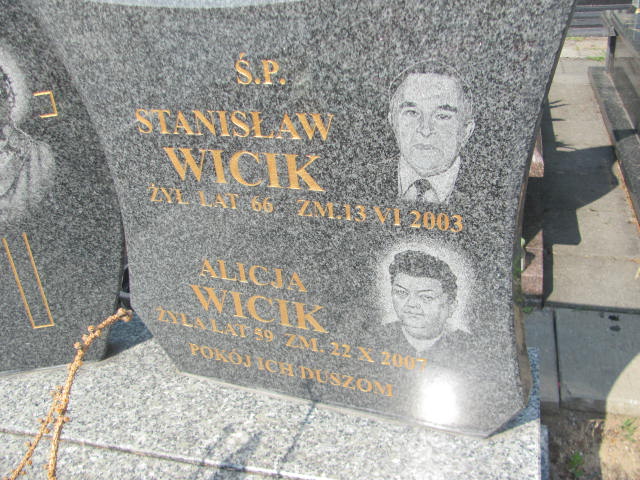 Ś.P.
STANISŁAW
WICIK
ŻYŁ LAT 66 ZM.13 VI 2003
ALICJA
WICIK
ŻYŁA LAT 59 ZM. 22 X 2007
POKÓJ ICH DUSZOM